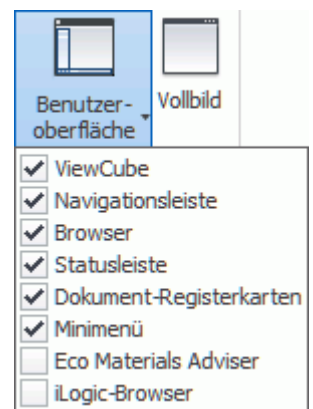 Benutzer-
oberfläche
Vollbild
ViewCube
Navigationsleiste
Browser
Statusleiste
Dokument-Registerkarten
Minimenü
Eco Materials Adviser
iLogic-Browser